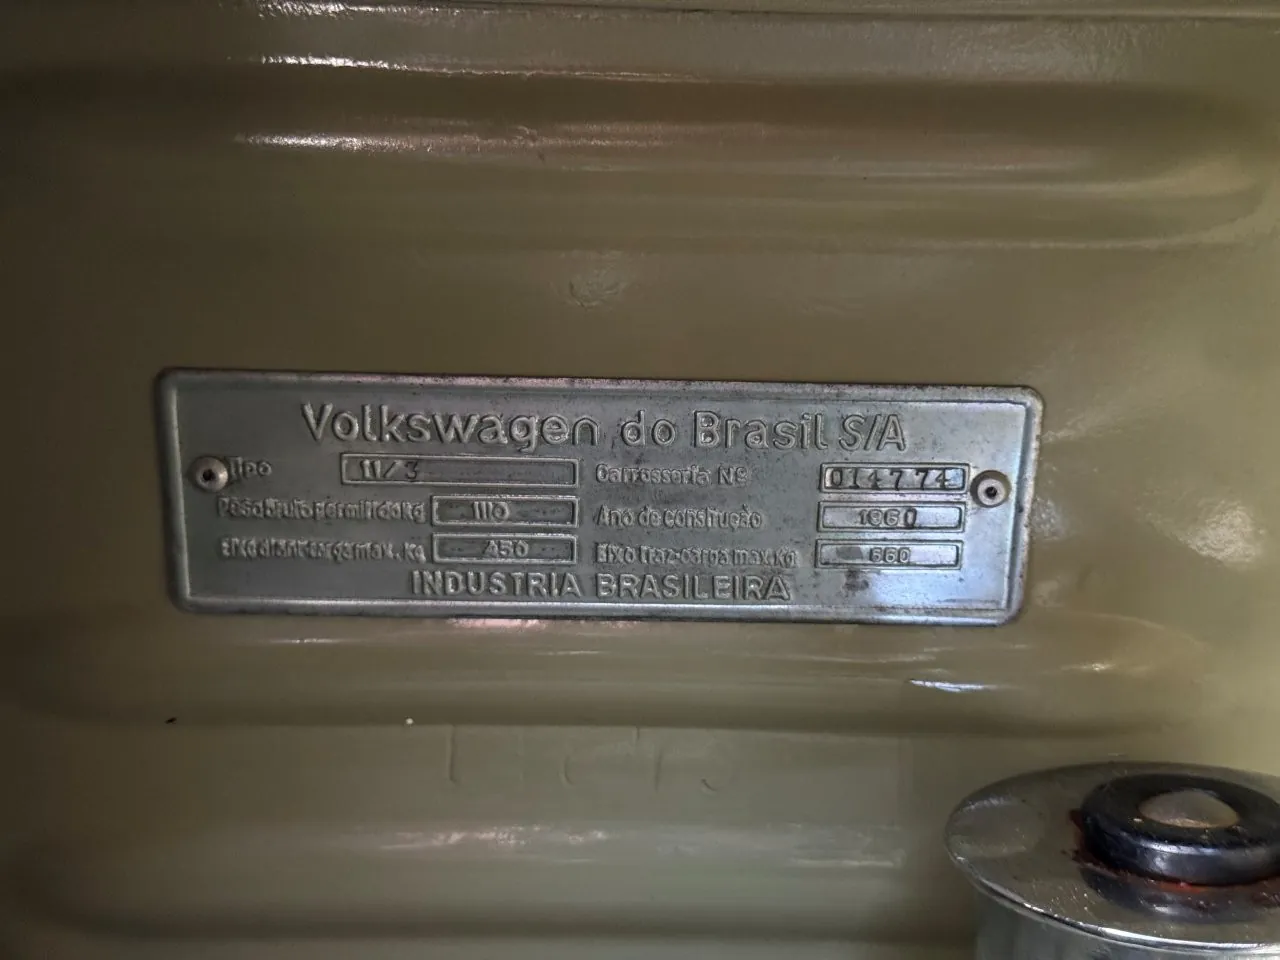 Volkswagen do Brasil S/A
Tipo 11/3 Carrosseria Nº 014774
Peso bruto permitido kg 1110 Ano de construção 1960
Eixo diant-carga max. kg 450 Eixo traz-carga max. kg 660
INDUSTRIA BRASILEIRA